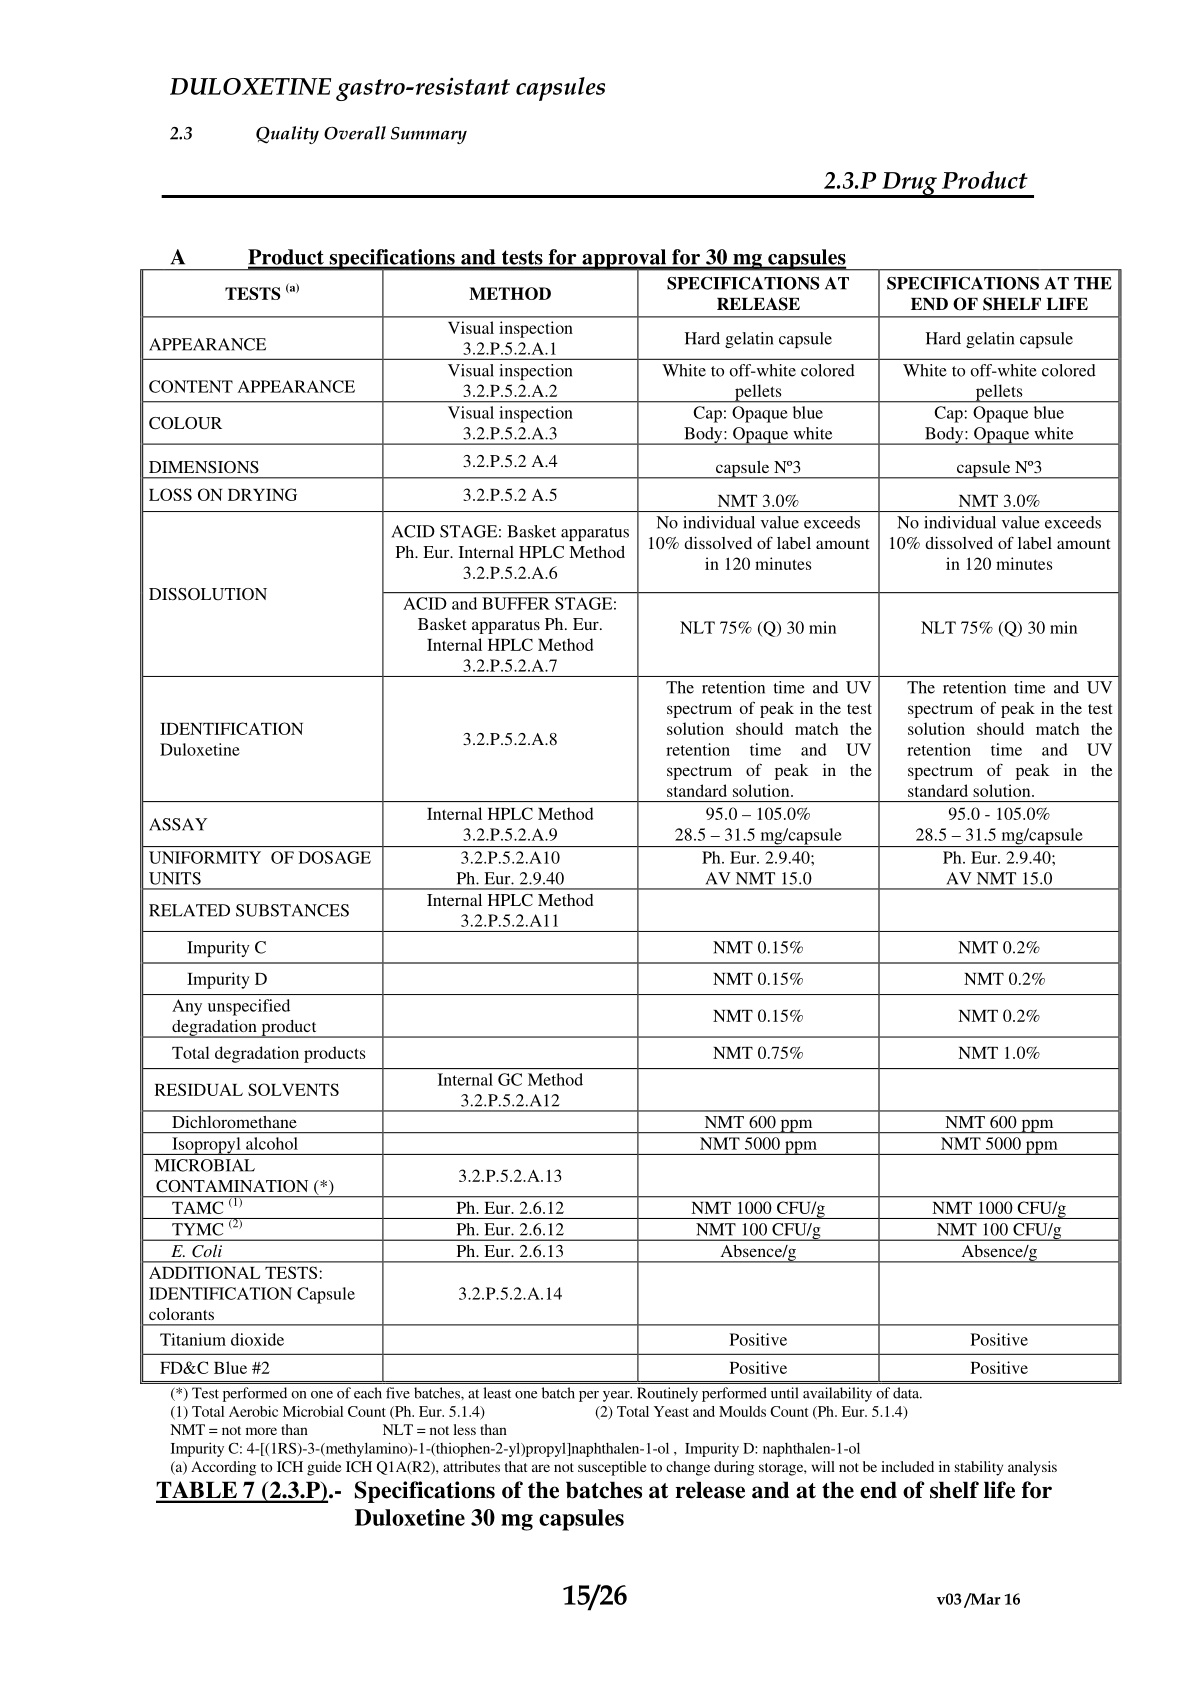 DULOXETINE gastro-resistant capsules
2.3 Quality Overall Summary
2.3.P Drug Product
A Product specifications and tests for approval for 30 mg capsules
TESTS (a) METHOD SPECIFICATIONS AT RELEASE SPECIFICATIONS AT THE END OF SHELF LIFE
APPEARANCE Visual inspection 3.2.P.5.2.A.1 Hard gelatin capsule Hard gelatin capsule
CONTENT APPEARANCE Visual inspection 3.2.P.5.2.A.2 White to off-white colored pellets White to off-white colored pellets
COLOUR Visual inspection 3.2.P.5.2.A.3 Cap: Opaque blue Body: Opaque white Cap: Opaque blue Body: Opaque white
DIMENSIONS 3.2.P.5.2 A.4 capsule Nº3 capsule Nº3
LOSS ON DRYING 3.2.P.5.2 A.5 NMT 3.0% NMT 3.0%
DISSOLUTION
ACID STAGE: Basket apparatus Ph. Eur. Internal HPLC Method 3.2.P.5.2.A.6 No individual value exceeds 10% dissolved of label amount in 120 minutes No individual value exceeds 10% dissolved of label amount in 120 minutes
ACID and BUFFER STAGE: Basket apparatus Ph. Eur. Internal HPLC Method 3.2.P.5.2.A.7 NLT 75% (Q) 30 min NLT 75% (Q) 30 min
IDENTIFICATION Duloxetine 3.2.P.5.2.A.8 The retention time and UV spectrum of peak in the test solution should match the retention time and UV spectrum of peak in the standard solution. The retention time and UV spectrum of peak in the test solution should match the retention time and UV spectrum of peak in the standard solution.
ASSAY Internal HPLC Method 3.2.P.5.2.A.9 95.0 – 105.0% 28.5 – 31.5 mg/capsule 95.0 - 105.0% 28.5 – 31.5 mg/capsule
UNIFORMITY OF DOSAGE UNITS 3.2.P.5.2.A10 Ph. Eur. 2.9.40 Ph. Eur. 2.9.40; AV NMT 15.0 Ph. Eur. 2.9.40; AV NMT 15.0
RELATED SUBSTANCES Internal HPLC Method 3.2.P.5.2.A11
Impurity C NMT 0.15% NMT 0.2%
Impurity D NMT 0.15% NMT 0.2%
Any unspecified degradation product NMT 0.15% NMT 0.2%
Total degradation products NMT 0.75% NMT 1.0%
RESIDUAL SOLVENTS Internal GC Method 3.2.P.5.2.A12
Dichloromethane NMT 600 ppm NMT 600 ppm
Isopropyl alcohol NMT 5000 ppm NMT 5000 ppm
MICROBIAL CONTAMINATION (*) 3.2.P.5.2.A.13
TAMC (1) Ph. Eur. 2.6.12 NMT 1000 CFU/g NMT 1000 CFU/g
TYMC (2) Ph. Eur. 2.6.12 NMT 100 CFU/g NMT 100 CFU/g
E. Coli Ph. Eur. 2.6.13 Absence/g Absence/g
ADDITIONAL TESTS: IDENTIFICATION Capsule colorants 3.2.P.5.2.A.14
Titanium dioxide Positive Positive
FD&C Blue #2 Positive Positive
(*) Test performed on one of each five batches, at least one batch per year. Routinely performed until availability of data.
(1) Total Aerobic Microbial Count (Ph. Eur. 5.1.4) (2) Total Yeast and Moulds Count (Ph. Eur. 5.1.4)
NMT = not more than NLT = not less than
Impurity C: 4-[(1RS)-3-(methylamino)-1-(thiophen-2-yl)propyl]naphthalen-1-ol , Impurity D: naphthalen-1-ol
(a) According to ICH guide ICH Q1A(R2), attributes that are not susceptible to change during storage, will not be included in stability analysis
TABLE 7 (2.3.P).- Specifications of the batches at release and at the end of shelf life for
Duloxetine 30 mg capsules
15/26 v03 /Mar 16